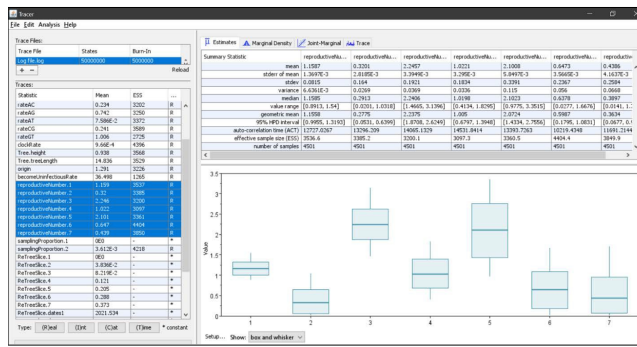 Tracer
File Edit Analysis Help
Trace Files:
Trace File States Burn-In
Log file.log 50000000 5000000
+ - Reload
Traces:
Statistic Mean ESS ...
rateAC 0.234 3202 R
rateAG 0.742 3250 R
rateAT 7.586E-2 3372 R
rateCG 0.241 3589 R
rateGT 1.006 2725 R
clockRate 9.66E-4 4396 R
Tree.height 0.938 3568 R
Tree.treeLength 14.836 3529 R
origin 1.291 3226 R
becomeUninfectiousRate 36.498 1265 R
reproductiveNumber.1 1.159 3537 R
reproductiveNumber.2 0.32 3385 R
reproductiveNumber.3 2.246 3200 R
reproductiveNumber.4 1.022 3097 R
reproductiveNumber.5 2.101 3361 R
reproductiveNumber.6 0.647 4404 R
reproductiveNumber.7 0.439 3850 R
samplingProportion.1 0E0 - *
samplingProportion.2 3.612E-3 4218 R
ReTreeSlice.1 0E0 - *
ReTreeSlice.2 3.836E-2 - *
ReTreeSlice.3 8.219E-2 - *
ReTreeSlice.4 0.121 - *
ReTreeSlice.5 0.205 - *
ReTreeSlice.6 0.288 - *
ReTreeSlice.7 0.373 - *
ReTreeSlice.dates1 2021.534 - *
Type: (R)eal (I)nt (C)at (T)ime * constant
Estimates Marginal Density Joint-Marginal Trace
Summary Statistic reproductiveNu... reproductiveNu... reproductiveNu... reproductiveNu... reproductiveNu... reproductiveNu... reproductiveNu...
mean 1.1587 0.3201 2.2457 1.0221 2.1008 0.6473 0.4386
stderr of mean 1.3697E-3 2.8185E-3 3.3949E-3 3.295E-3 5.8497E-3 3.5665E-3 4.1637E-3
stdev 0.0815 0.164 0.1921 0.1834 0.3391 0.2367 0.2584
variance 6.6361E-3 0.0269 0.0369 0.0336 0.115 0.056 0.0668
median 1.1585 0.2913 2.2406 1.0198 2.1023 0.6378 0.3897
value range [0.8913, 1.54] [0.0201, 1.0318] [1.4665, 3.1396] [0.4134, 1.8295] [0.9775, 3.3515] [0.0277, 1.6676] [0.0141, 1.
geometric mean 1.1558 0.2775 2.2375 1.005 2.0724 0.5987 0.3634
95% HPD interval [0.9955, 1.3193] [0.0531, 0.6399] [1.8708, 2.6249] [0.6797, 1.3948] [1.4334, 2.7556] [0.1795, 1.0831] [0.0677, 0.
auto-correlation time (ACT) 12727.0267 13296.209 14065.1329 14531.8414 13393.7263 10219.4348 11691.2144
effective sample size (ESS) 3536.6 3385.2 3200.1 3097.3 3360.5 4404.4 3849.9
number of samples 4501 4501 4501 4501 4501 4501 4501
3.5
3
2.5
2
1.5
1
0.5
0
Value
1 2 3 4 5 6 7
Setup... Show: box and whisker